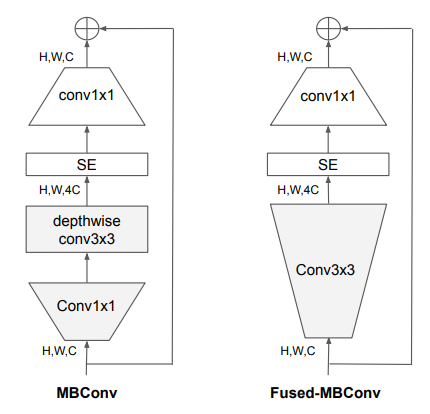 H,W,C
conv1x1
SE
H,W,4C
depthwise
conv3x3
Conv1x1
H,W,C
MBConv
H,W,C
conv1x1
SE
H,W,4C
Conv3x3
H,W,C
Fused-MBConv